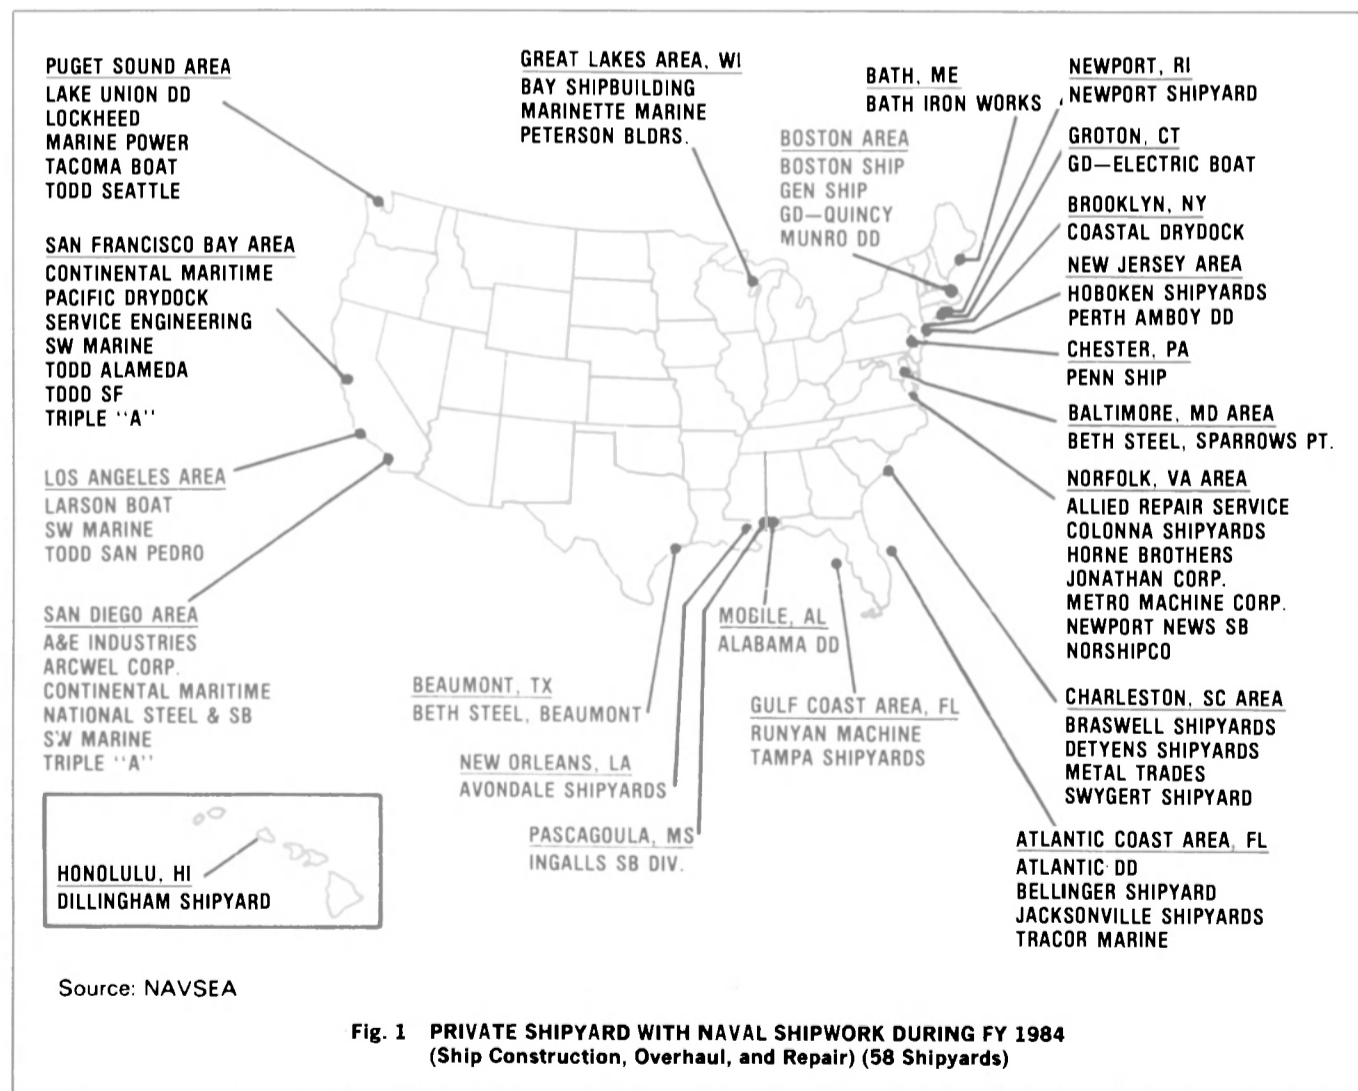 PUGET SOUND AREA
LAKE UNION DD
LOCKHEED
MARINE POWER
TACOMA BOAT
TODD SEATTLE
SAN FRANCISCO BAY AREA
CONTINENTAL MARITIME
PACIFIC DRYDOCK
SERVICE ENGINEERING
SW MARINE
TODD ALAMEDA
TODD SF
TRIPLE "A"
LOS ANGELES AREA
LARSON BOAT
SW MARINE
TODD SAN PEDRO
SAN DIEGO AREA
A&E INDUSTRIES
ARCWEL CORP.
CONTINENTAL MARITIME
NATIONAL STEEL & SB
SW MARINE
TRIPLE "A"
HONOLULU, HI
DILLINGHAM SHIPYARD
GREAT LAKES AREA, WI
BAY SHIPBUILDING
MARINETTE MARINE
PETERSON BLDRS.
BATH, ME
BATH IRON WORKS
BOSTON AREA
BOSTON SHIP
GEN SHIP
GD—QUINCY
MUNRO DD
NEWPORT, RI
NEWPORT SHIPYARD
GROTON, CT
GD—ELECTRIC BOAT
BROOKLYN, NY
COASTAL DRYDOCK
NEW JERSEY AREA
HOBOKEN SHIPYARDS
PERTH AMBOY DD
CHESTER, PA
PENN SHIP
BALTIMORE, MD AREA
BETH STEEL, SPARROWS PT.
NORFOLK, VA AREA
ALLIED REPAIR SERVICE
COLONNA SHIPYARDS
HORNE BROTHERS
JONATHAN CORP.
METRO MACHINE CORP.
NEWPORT NEWS SB
NORSHIPCO
CHARLESTON, SC AREA
BRASWELL SHIPYARDS
DETYENS SHIPYARDS
METAL TRADES
SWYGERT SHIPYARD
ATLANTIC COAST AREA, FL
ATLANTIC DD
BELLINGER SHIPYARD
JACKSONVILLE SHIPYARDS
TRACOR MARINE
MOBILE, AL
ALABAMA DD
GULF COAST AREA, FL
RUNYAN MACHINE
TAMPA SHIPYARDS
BEAUMONT, TX
BETH STEEL, BEAUMONT
NEW ORLEANS, LA
AVONDALE SHIPYARDS
PASCAGOULA, MS
INGALLS SB DIV.
Source: NAVSEA
Fig. 1 PRIVATE SHIPYARD WITH NAVAL SHIPWORK DURING FY 1984
(Ship Construction, Overhaul, and Repair) (58 Shipyards)